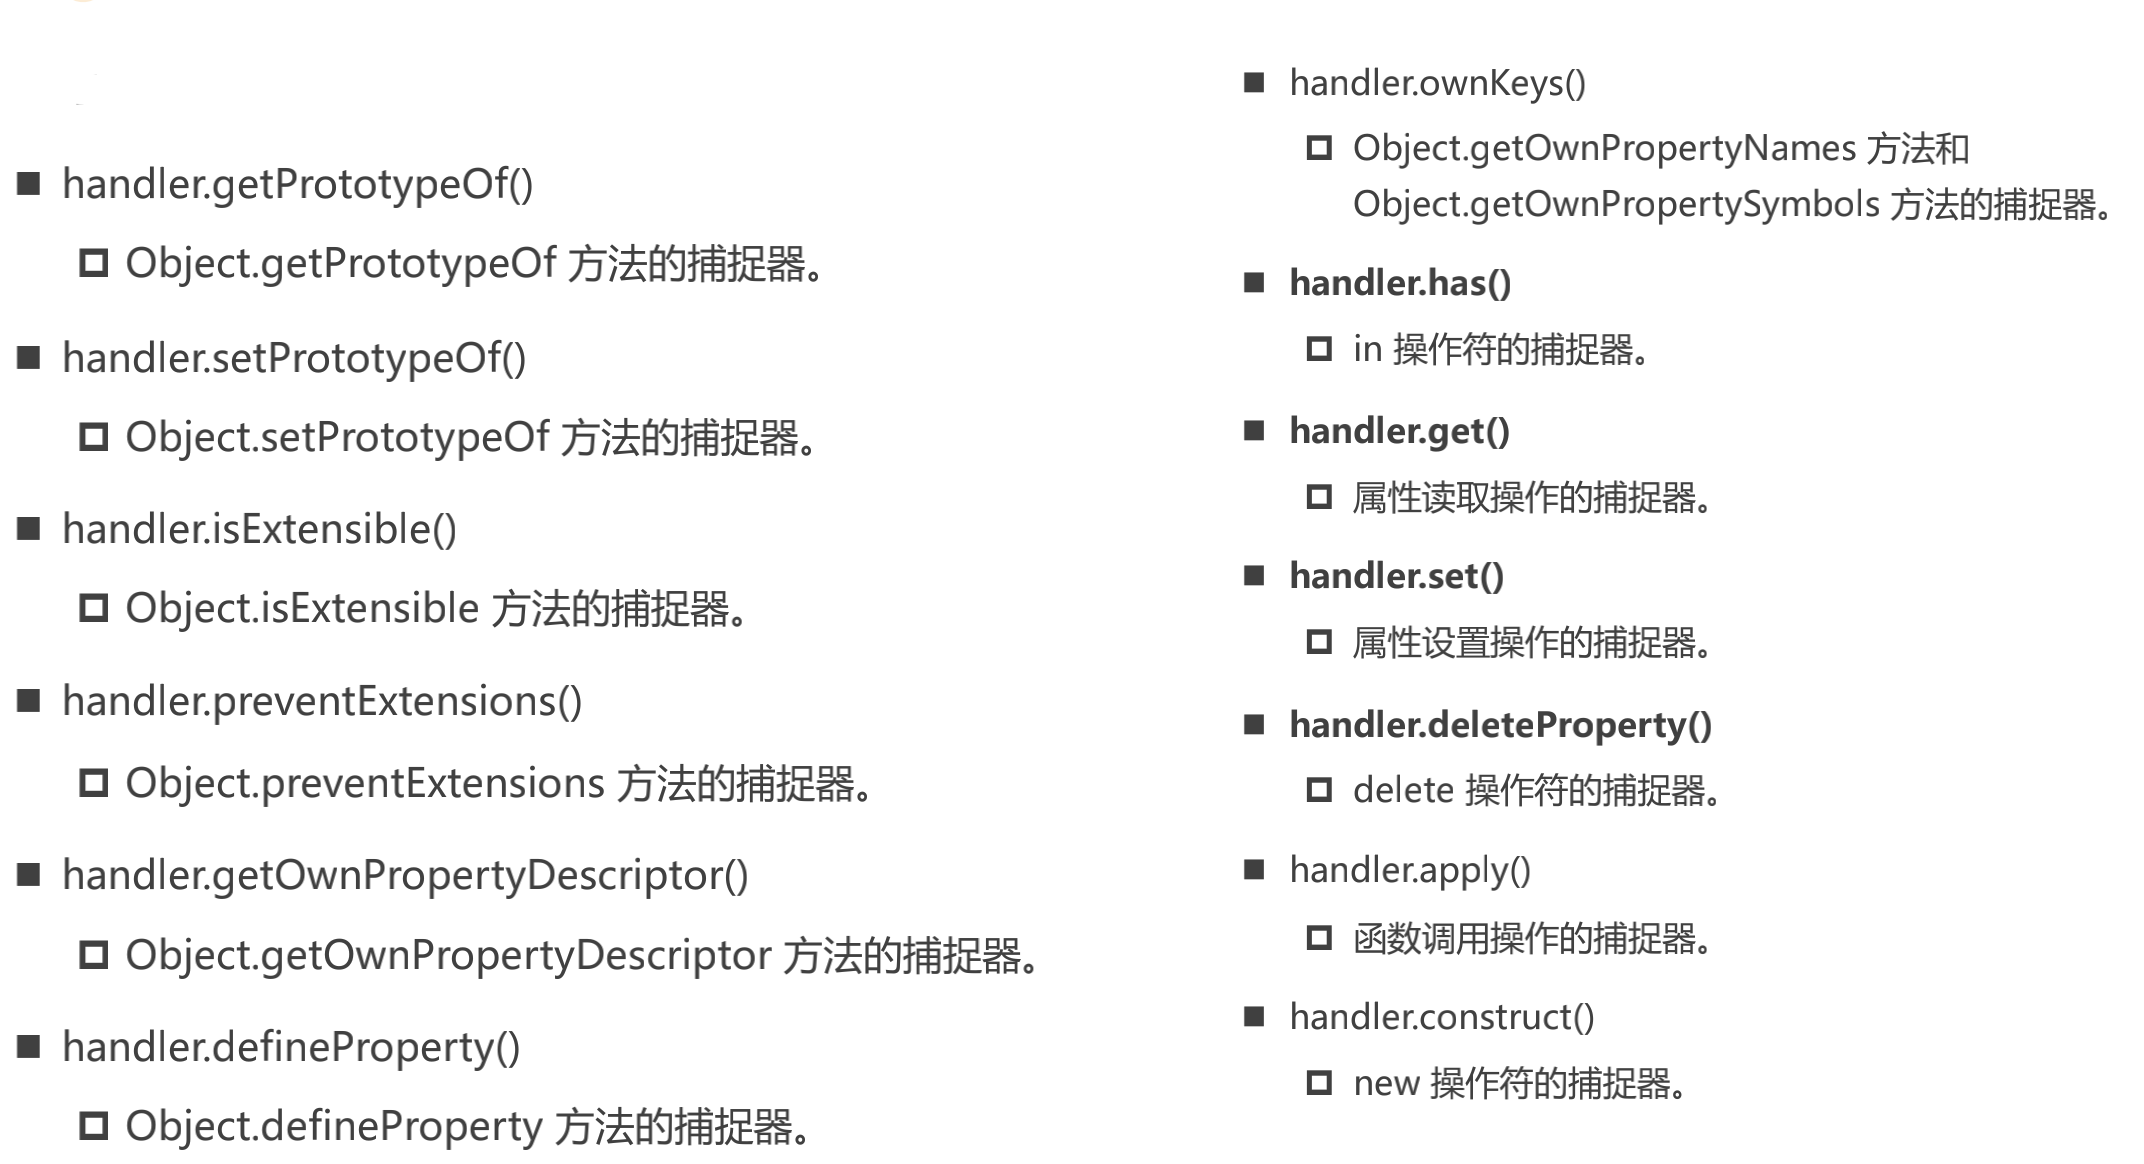 handler.getPrototypeOf()
Object.getPrototypeOf 方法的捕捉器。
handler.setPrototypeOf()
Object.setPrototypeOf 方法的捕捉器。
handler.isExtensible()
Object.isExtensible 方法的捕捉器。
handler.preventExtensions()
Object.preventExtensions 方法的捕捉器。
handler.getOwnPropertyDescriptor()
Object.getOwnPropertyDescriptor 方法的捕捉器。
handler.defineProperty()
Object.defineProperty 方法的捕捉器。
handler.ownKeys()
Object.getOwnPropertyNames 方法和
Object.getOwnPropertySymbols 方法的捕捉器。
handler.has()
in 操作符的捕捉器。
handler.get()
属性读取操作的捕捉器。
handler.set()
属性设置操作的捕捉器。
handler.deleteProperty()
delete 操作符的捕捉器。
handler.apply()
函数调用操作的捕捉器。
handler.construct()
new 操作符的捕捉器。